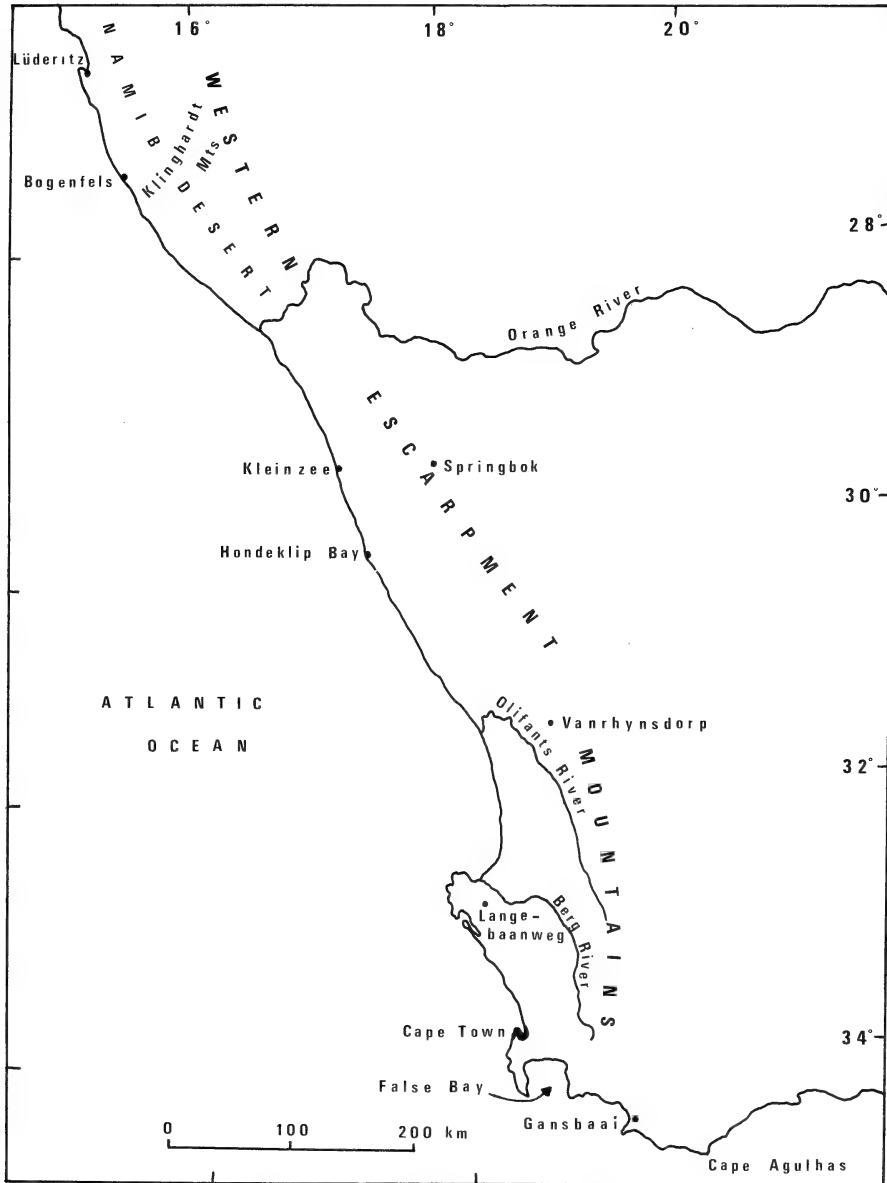 16° 18° 20°
Lüderitz
NAMIB DESERT
WESTERN
Klinghardt
Mts
Bogenfels
28°
Orange River
ESCARPMENT
Kleinzee
Springbok
30°
Hondeklip Bay
ATLANTIC
OCEAN
Olifants River
Vanrhynsdorp
32°
MOUNTAINS
Lange-
baanweg
Berg River
Cape Town
34°
False Bay
0 100 200 km
Gansbaai
Cape Agulhas